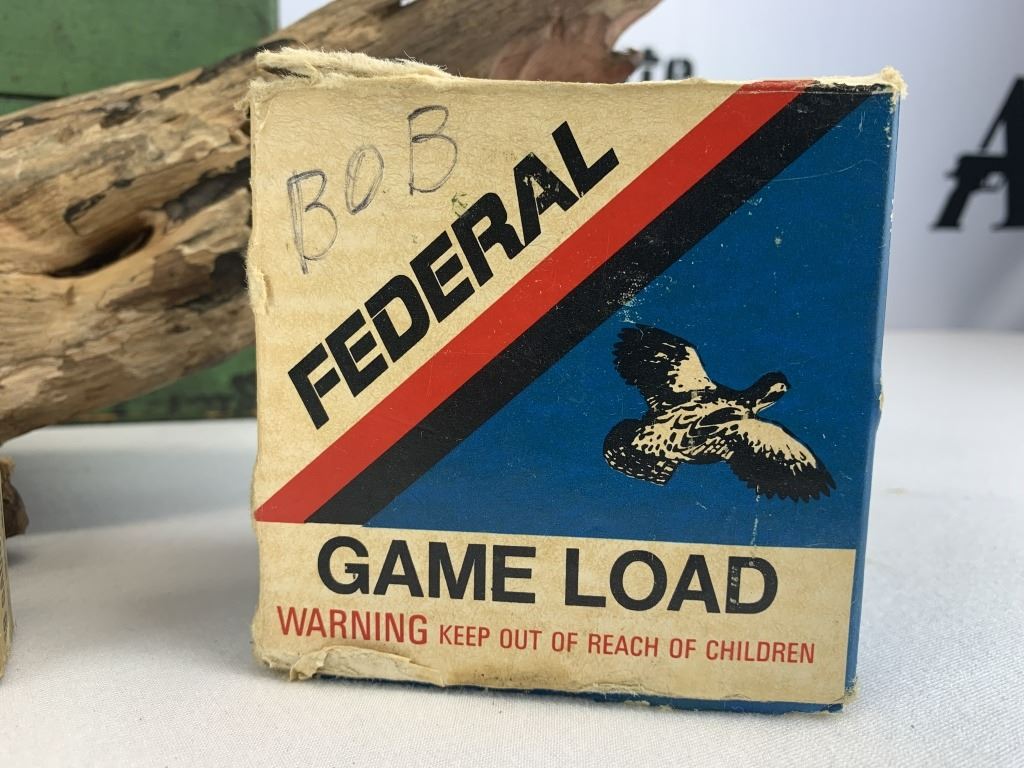 BOB
FEDERAL
GAME LOAD
WARNING KEEP OUT OF REACH OF CHILDREN